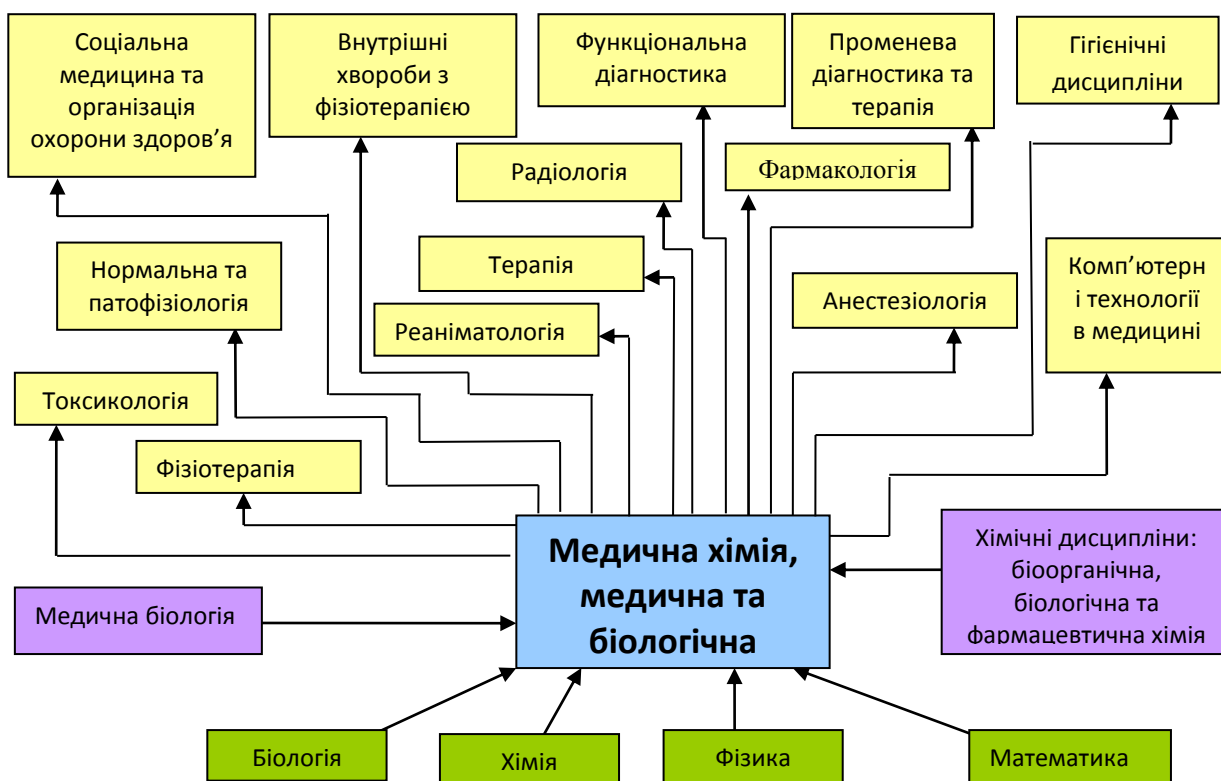 Соціальна
медицина та
організація
охорони здоров’я
Внутрішні
хвороби з
фізіотерапією
Функціональна
діагностика
Променева
діагностика та
терапія
Гігієнічні
дисципліни
Радіологія
Фармакологія
Нормальна та
патофізіологія
Терапія
Анестезіологія
Комп’ютерн
і технології
в медицині
Реаніматологія
Токсикологія
Фізіотерапія
Медична хімія,
медична та
біологічна
Хімічні дисципліни:
біоорганічна,
біологічна та
фармацевтична хімія
Медична біологія
Біологія
Хімія
Фізика
Математика